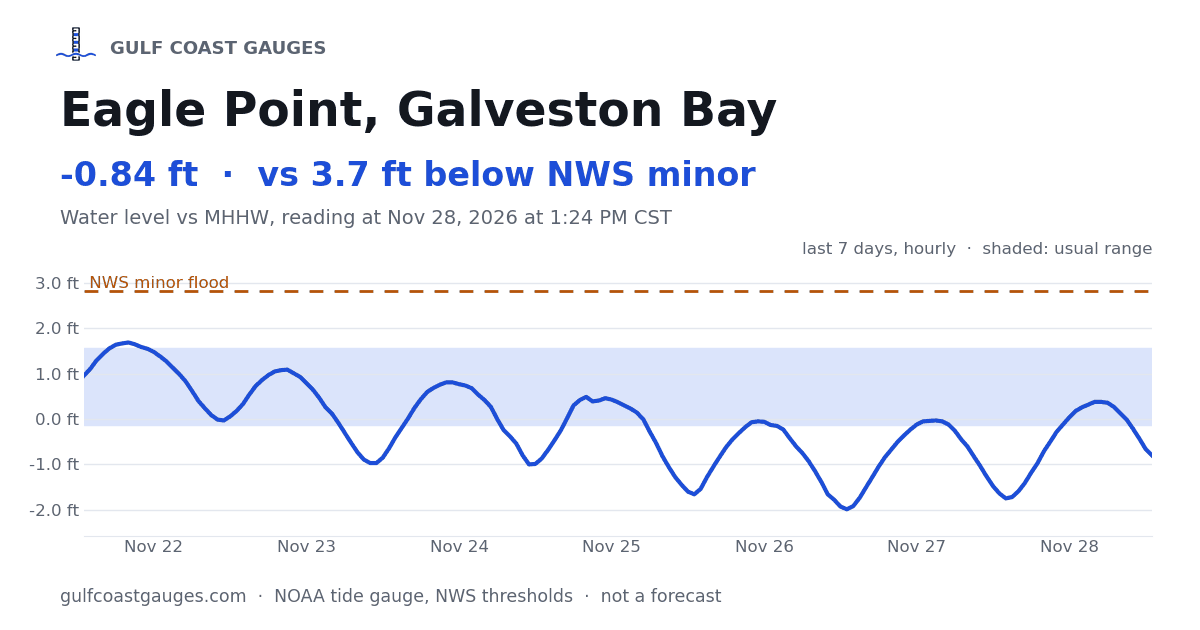 GULF COAST GAUGES
Eagle Point, Galveston Bay
-0.84 ft · vs 3.7 ft below NWS minor
Water level vs MHHW, reading at Nov 28, 2026 at 1:24 PM CST
last 7 days, hourly · shaded: usual range
3.0 ft
NWS minor flood
2.0 ft
1.0 ft
0.0 ft
-1.0 ft
-2.0 ft
Nov 22 Nov 23 Nov 24 Nov 25 Nov 26 Nov 27 Nov 28
gulfcoastgauges.com · NOAA tide gauge, NWS thresholds · not a forecast